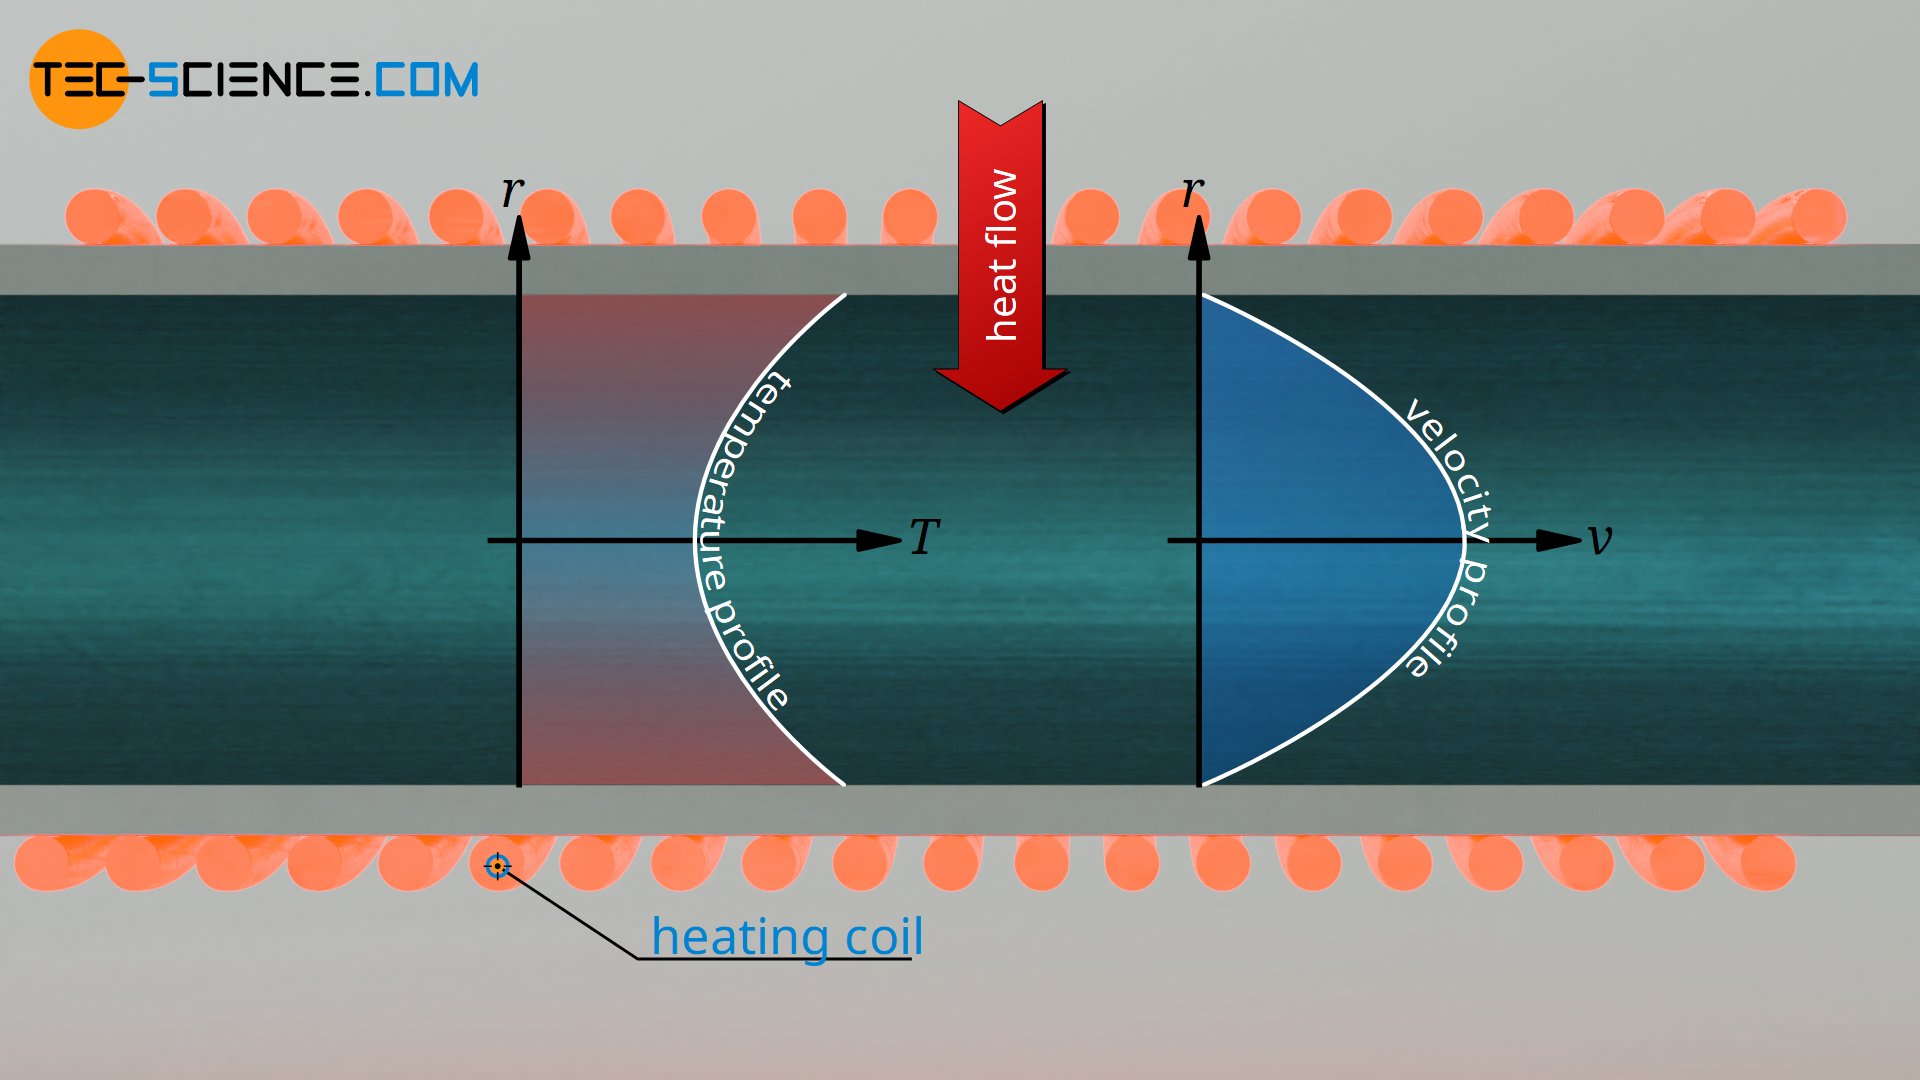 TEC-SCIENCE.COM
heat flow
r
r
temperature profile
velocity profile
T
v
heating coil